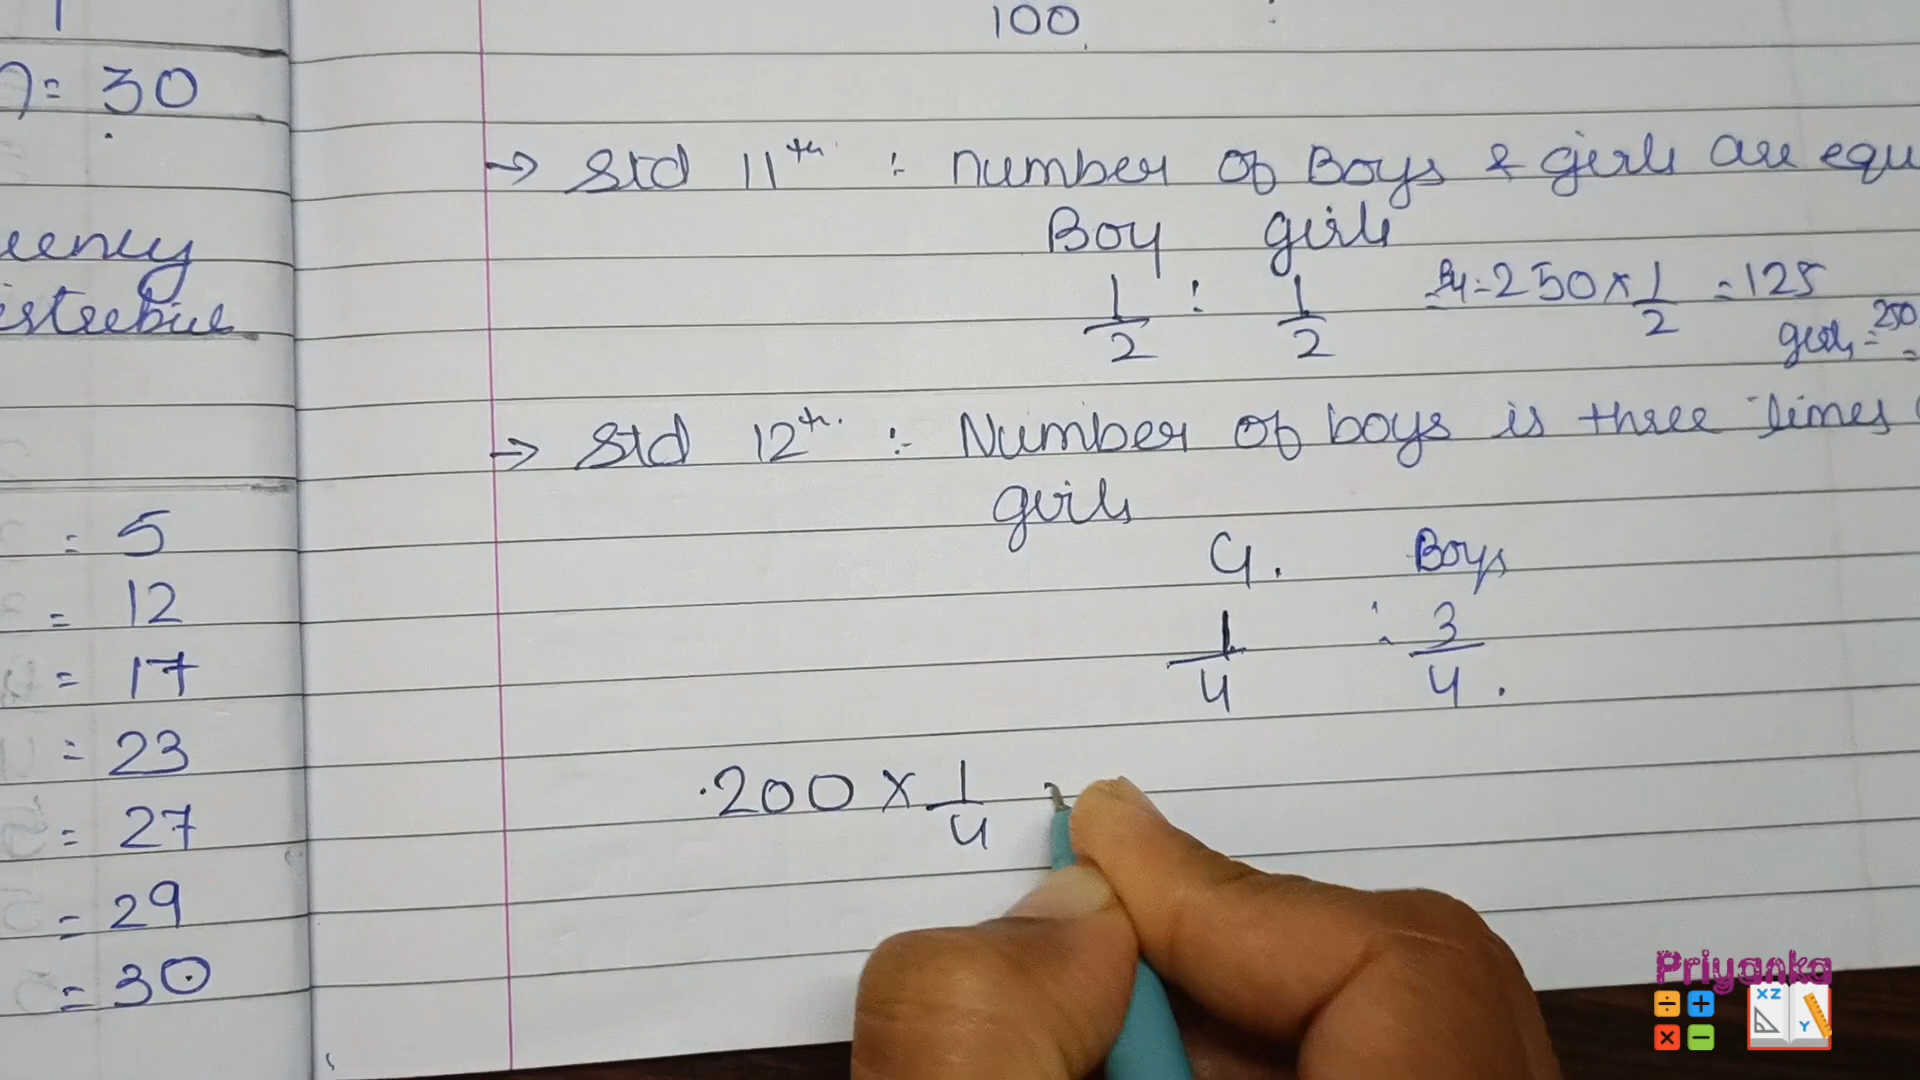 = 30
100
→ Std 11th : number of Boys & girls are equ
Boy girls
1/2 : 1/2 = 250 × 1/2 = 125
girls = 250
=
→ Std 12th :- Number of boys is three times
girls
G. Boys
1/4 : 3/4.
200 × 1/4
= 5
= 12
= 17
= 23
= 27
= 29
= 30
Priyanka
XZ
Y